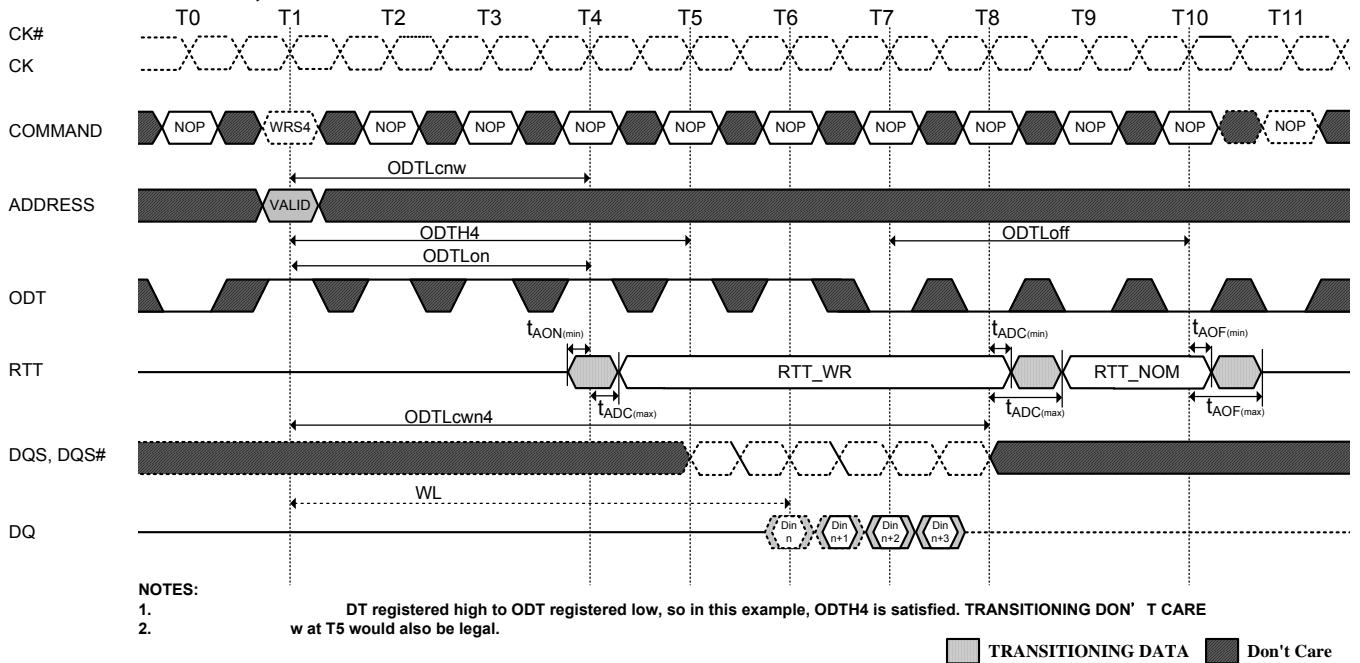 T0 T1 T2 T3 T4 T5 T6 T7 T8 T9 T10 T11
CK#
CK
COMMAND NOP WRS4 NOP NOP NOP NOP NOP NOP NOP NOP NOP NOP
ODTLcnw
ADDRESS VALID
ODTH4 ODTLoff
ODTLon
ODT
tAON(min) tADC(min) tAOF(min)
RTT RTT_WR RTT_NOM
tADC(max) tADC(max) tAOF(max)
ODTLcwn4
DQS, DQS#
WL
DQ Din n Din n+1 Din n+2 Din n+3
NOTES:
1. DT registered high to ODT registered low, so in this example, ODTH4 is satisfied. TRANSITIONING DON' T CARE
2. w at T5 would also be legal.
TRANSITIONING DATA Don't Care